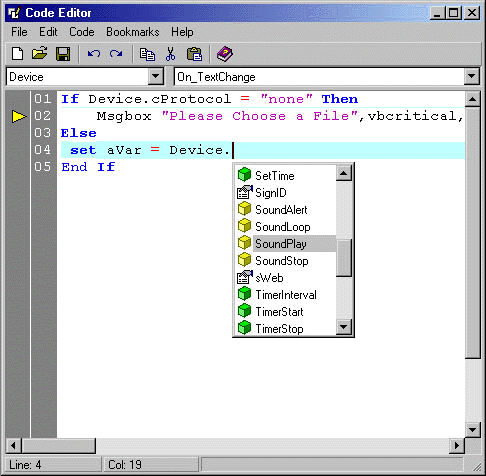 Code Editor
File Edit Code Bookmarks Help
Device On_TextChange
01 If Device.cProtocol = "none" Then
02 Msgbox "Please Choose a File",vbcritical,
03 Else
04 set aVar = Device.
05 End If
SetTime
SignID
SoundAlert
SoundLoop
SoundPlay
SoundStop
sWeb
TimerInterval
TimerStart
TimerStop
Line: 4 Col: 19